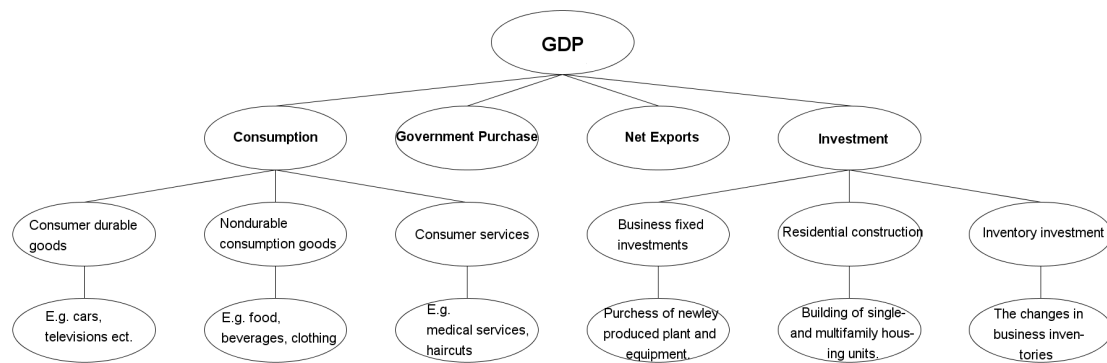 GDP
Consumption
Government Purchase
Net Exports
Investment
Consumer durable
goods
Nondurable
consumption goods
Consumer services
Business fixed
investments
Residential construction
Inventory investment
E.g. cars,
televisions ect.
E.g. food,
beverages, clothing
E.g.
medical services,
haircuts
Purchess of newley
produced plant and
equipment.
Building of single-
and multifamily hous-
ing units.
The changes in
business inven-
tories